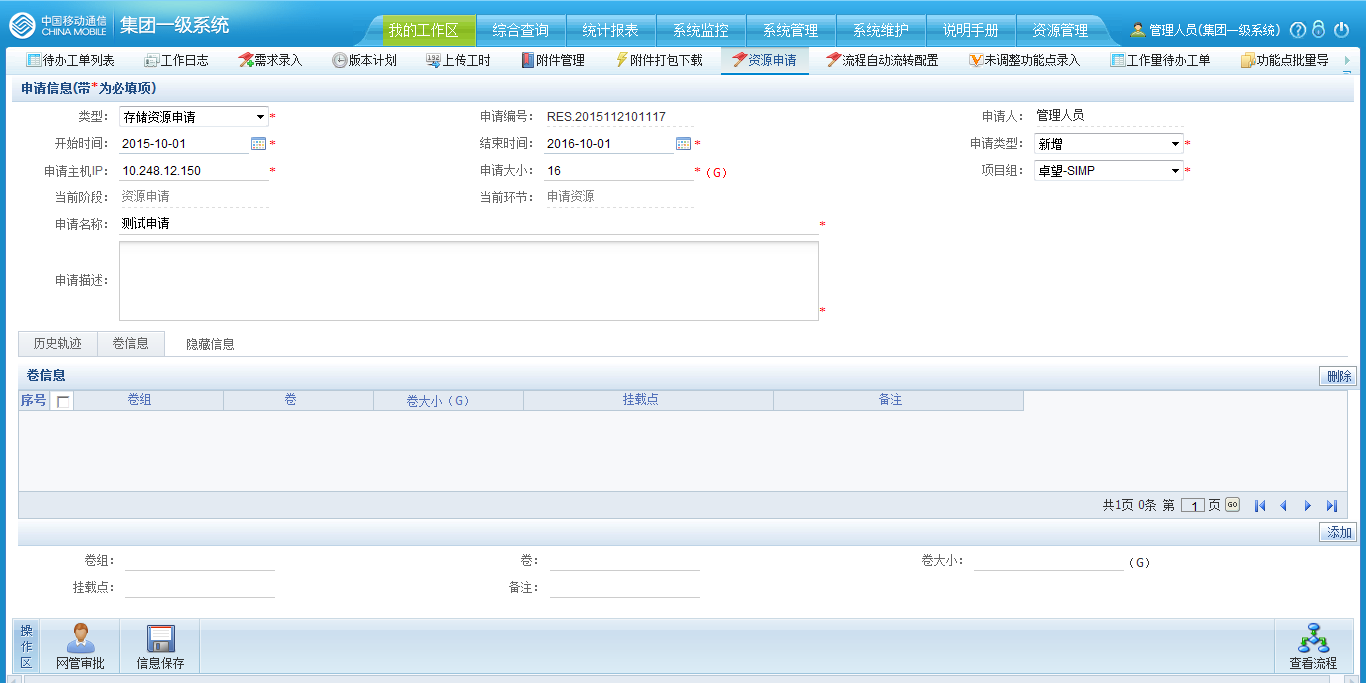 中国移动通信
CHINA MOBILE
集团一级系统
我的工作区 综合查询 统计报表 系统监控 系统管理 系统维护 说明手册 资源管理
管理人员(集团一级系统)
待办工单列表 工作日志 需求录入 版本计划 上传工时 附件管理 附件打包下载 资源申请 流程自动流转配置 未调整功能点录入 工作量待办工单 功能点批量导
申请信息(带*为必填项)
类型: 存储资源申请 * 申请编号: RES.2015112101117 申请人: 管理人员
开始时间: 2015-10-01 * 结束时间: 2016-10-01 * 申请类型: 新增 *
申请主机IP: 10.248.12.150 * 申请大小: 16 * (G) 项目组: 卓望-SIMP *
当前阶段: 资源申请 当前环节: 申请资源
申请名称: 测试申请 *
申请描述: *
历史轨迹 卷信息 隐藏信息
卷信息 删除
序号 卷组 卷 卷大小(G) 挂载点 备注
共1页 0条 第 1 页 GO
添加
卷组: 卷: 卷大小: (G)
挂载点: 备注:
操作区 网管审批 信息保存 查看流程